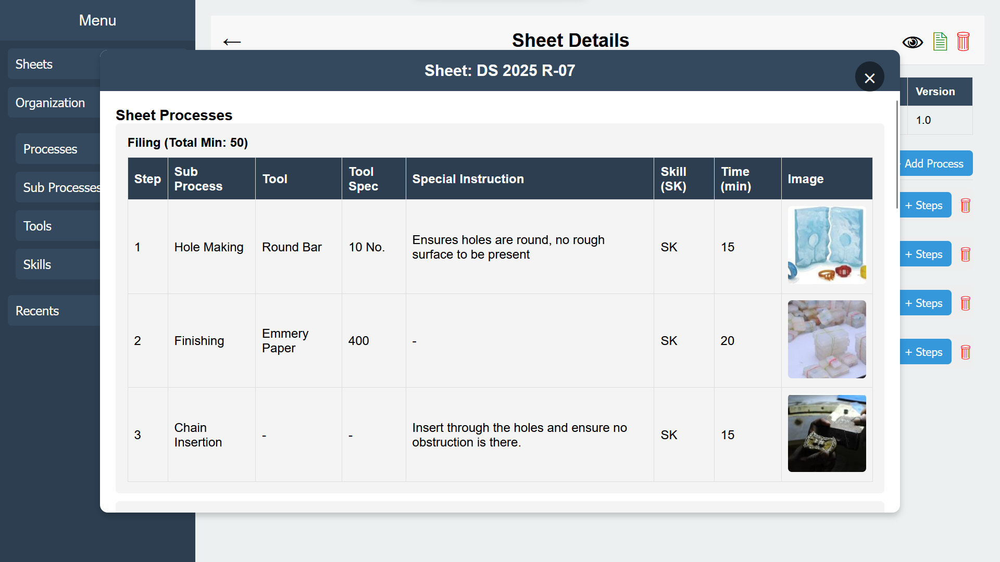 Menu
Sheets
Organization
Processes
Sub Processes
Tools
Skills
Recents
Sheet Details
Version
1.0
Add Process
+ Steps
+ Steps
+ Steps
+ Steps
Sheet: DS 2025 R-07
Sheet Processes
Filing (Total Min: 50)
Step
Sub
Process
Tool
Tool
Spec
Special Instruction
Skill
(SK)
Time
(min)
Image
1
Hole Making
Round Bar
10 No.
Ensures holes are round, no rough
surface to be present
SK
15
2
Finishing
Emmery
Paper
400
-
SK
20
3
Chain
Insertion
-
-
Insert through the holes and ensure no
obstruction is there.
SK
15